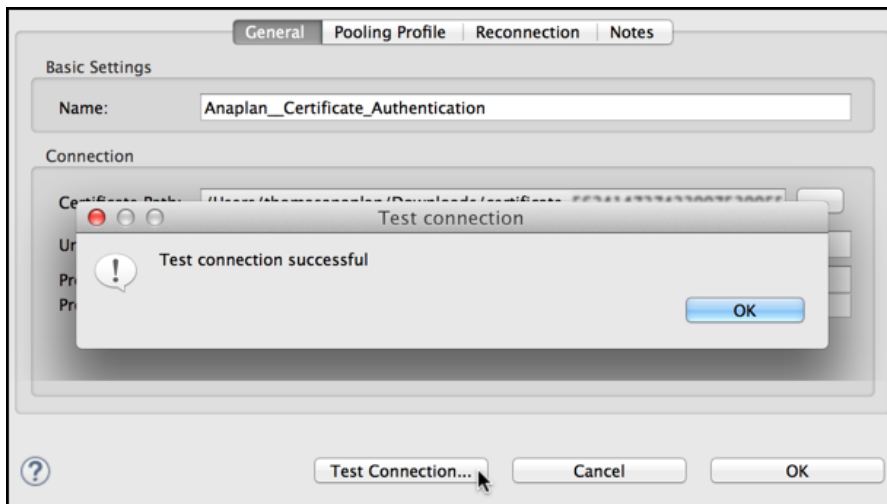 General Pooling Profile Reconnection Notes
Basic Settings
Name: Anaplan__Certificate_Authentication
Connection
Test connection
Test connection successful
OK
Test Connection... Cancel OK